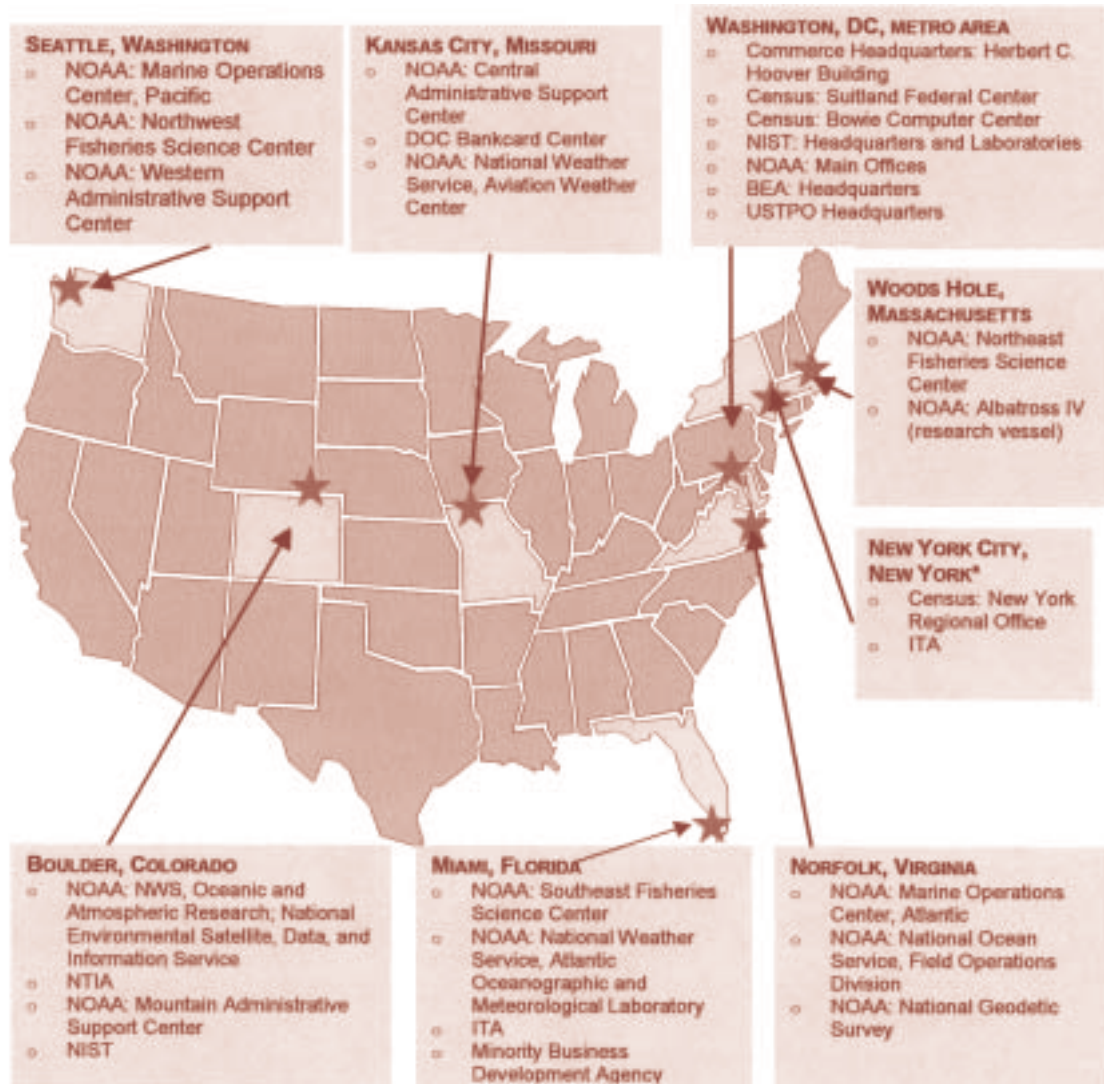 SEATTLE, WASHINGTON
NOAA: Marine Operations
Center, Pacific
NOAA: Northwest
Fisheries Science Center
NOAA: Western
Administrative Support
Center
KANSAS CITY, MISSOURI
NOAA: Central
Administrative Support
Center
DOC Bankcard Center
NOAA: National Weather
Service, Aviation Weather
Center
WASHINGTON, DC, METRO AREA
Commerce Headquarters: Herbert C.
Hoover Building
Census: Suitland Federal Center
Census: Bowie Computer Center
NIST: Headquarters and Laboratories
NOAA: Main Offices
BEA: Headquarters
USTPO Headquarters
WOODS HOLE,
MASSACHUSETTS
NOAA: Northeast
Fisheries Science
Center
NOAA: Albatross IV
(research vessel)
NEW YORK CITY,
NEW YORK*
Census: New York
Regional Office
ITA
BOULDER, COLORADO
NOAA: NWS, Oceanic and
Atmospheric Research; National
Environmental Satellite, Data, and
Information Service
NTIA
NOAA: Mountain Administrative
Support Center
NIST
MIAMI, FLORIDA
NOAA: Southeast Fisheries
Science Center
NOAA: National Weather
Service, Atlantic
Oceanographic and
Meteorological Laboratory
ITA
Minority Business
Development Agency
NORFOLK, VIRGINIA
NOAA: Marine Operations
Center, Atlantic
NOAA: National Ocean
Service, Field Operations
Division
NOAA: National Geodetic
Survey